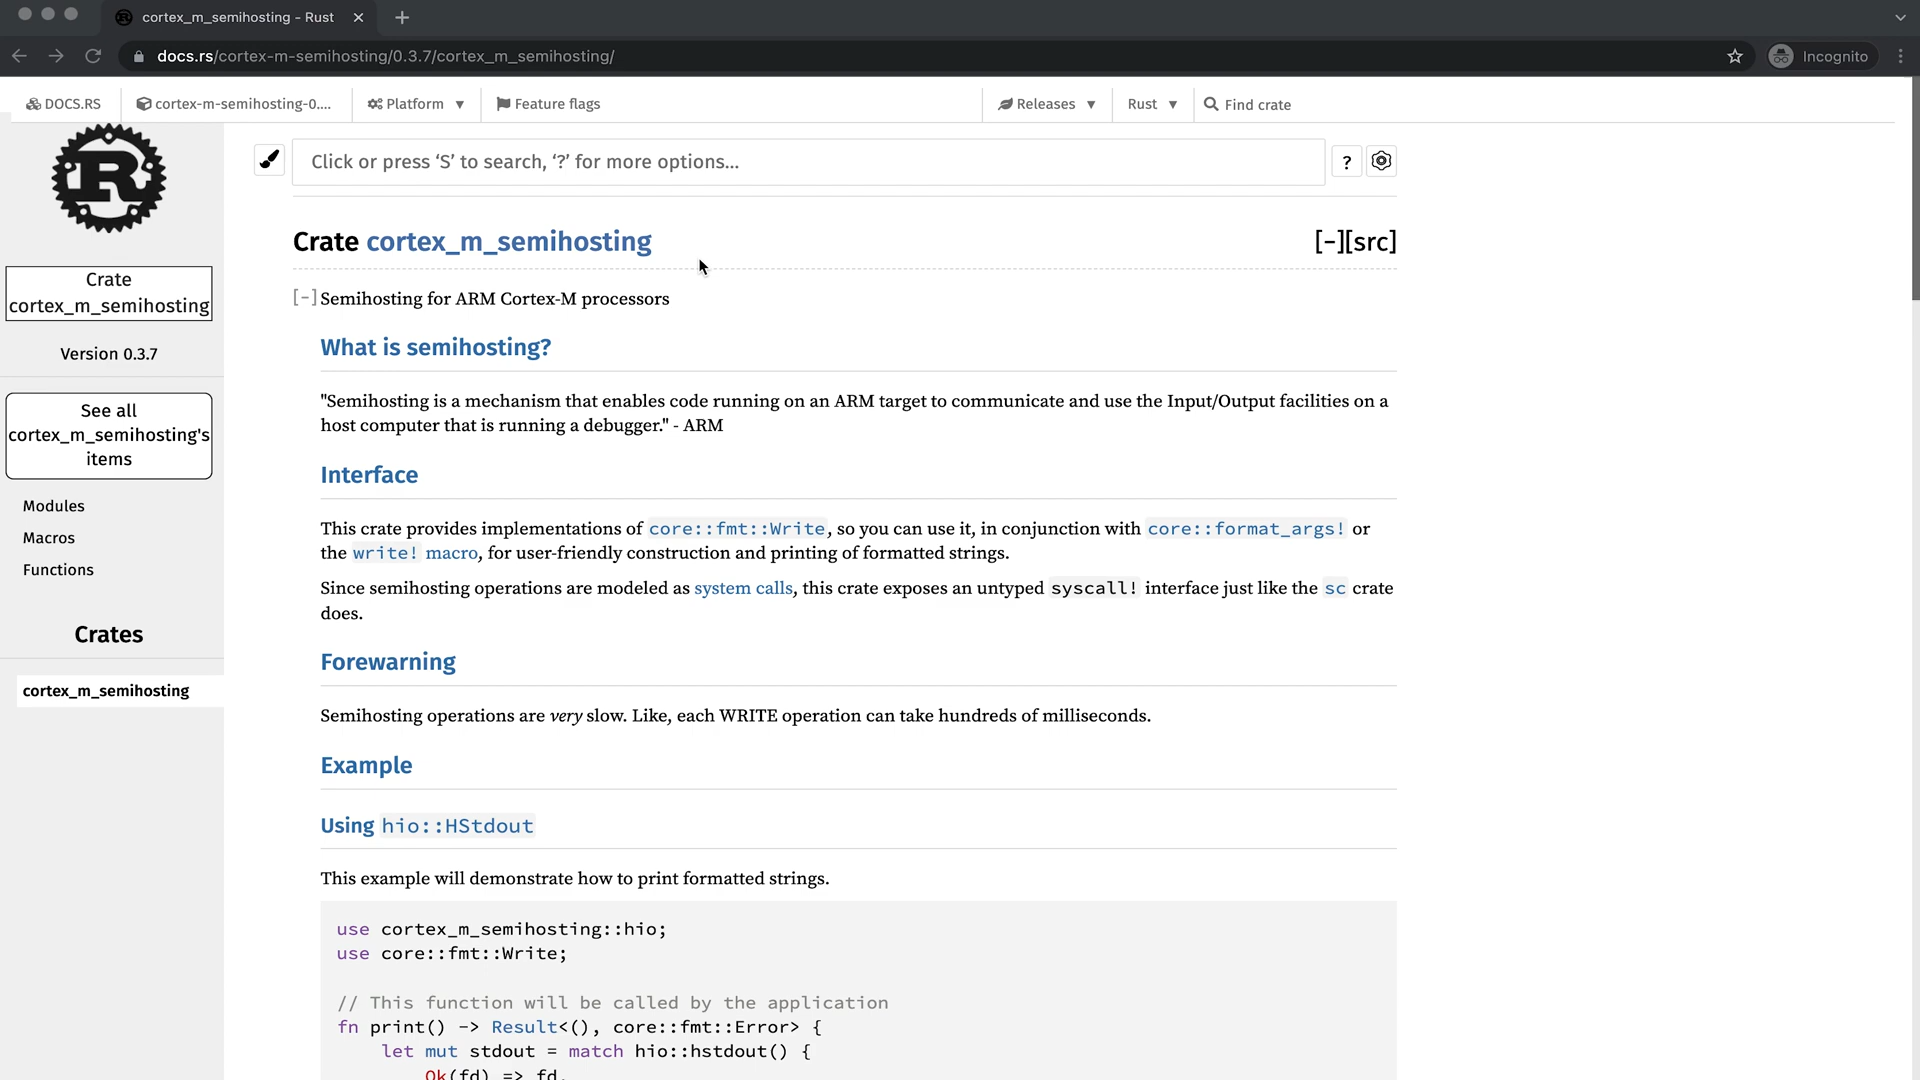 cortex_m_semihosting - Rust
docs.rs/cortex-m-semihosting/0.3.7/cortex_m_semihosting/
Incognito
DOCS.RS
cortex-m-semihosting-0....
Platform
Feature flags
Releases
Rust
Find crate
R
Click or press ‘S’ to search, ‘?’ for more options…
?
Crate cortex_m_semihosting
[-][src]
Crate
cortex_m_semihosting
Version 0.3.7
See all
cortex_m_semihosting's
items
Modules
Macros
Functions
Crates
cortex_m_semihosting
[-] Semihosting for ARM Cortex-M processors
What is semihosting?
"Semihosting is a mechanism that enables code running on an ARM target to communicate and use the Input/Output facilities on a
host computer that is running a debugger." - ARM
Interface
This crate provides implementations of core::fmt::Write, so you can use it, in conjunction with core::format_args! or
the write! macro, for user-friendly construction and printing of formatted strings.
Since semihosting operations are modeled as system calls, this crate exposes an untyped syscall! interface just like the sc crate
does.
Forewarning
Semihosting operations are very slow. Like, each WRITE operation can take hundreds of milliseconds.
Example
Using hio::HStdout
This example will demonstrate how to print formatted strings.
use cortex_m_semihosting::hio;
use core::fmt::Write;
// This function will be called by the application
fn print() -> Result<(), core::fmt::Error> {
let mut stdout = match hio::hstdout() {
Ok(fd) => fd,